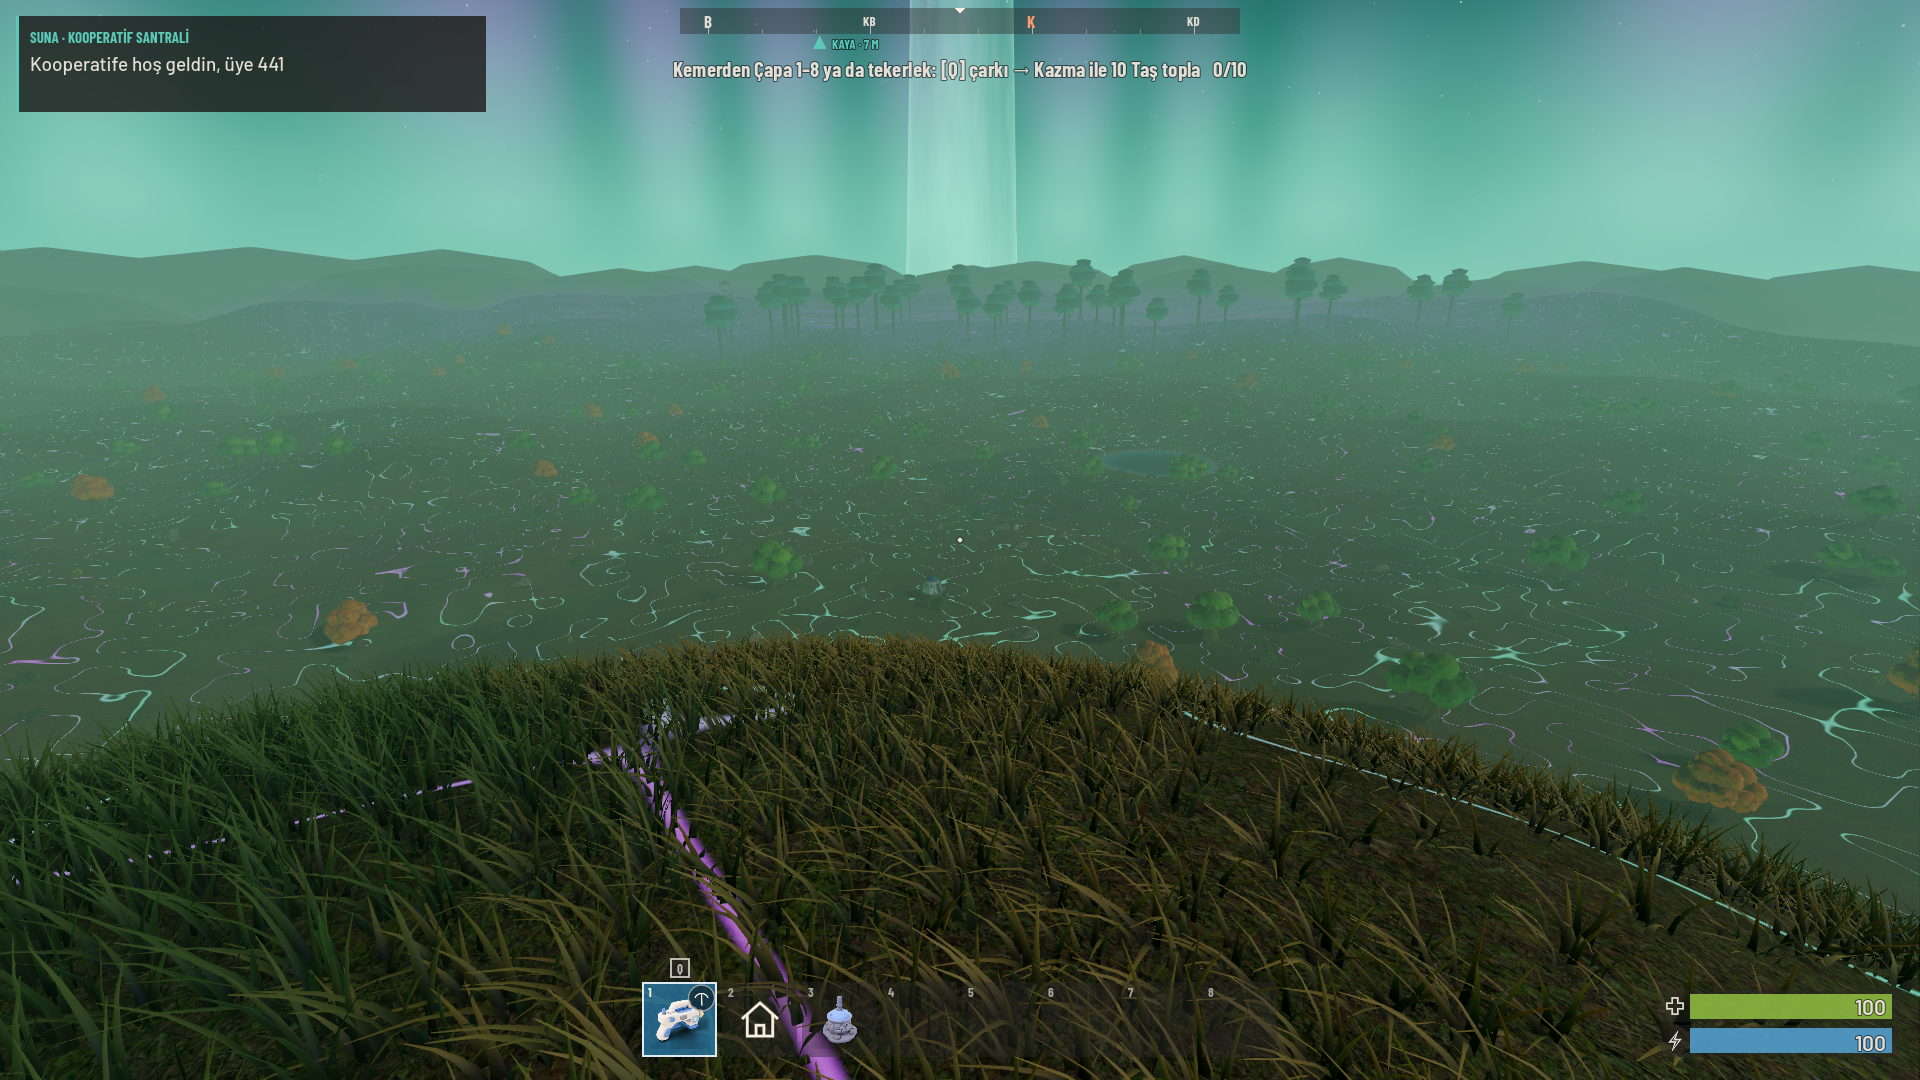 SUNA · KOOPERATİF SANTRALİ
Kooperatife hoş geldin, üye 441
B KB K KD
KAYA · 7 M
Kemerden Çapa 1-8 ya da tekerlek: [Q] çarkı → Kazma ile 10 Taş topla 0/10
Q
1 2 3 4 5 6 7 8
100
100